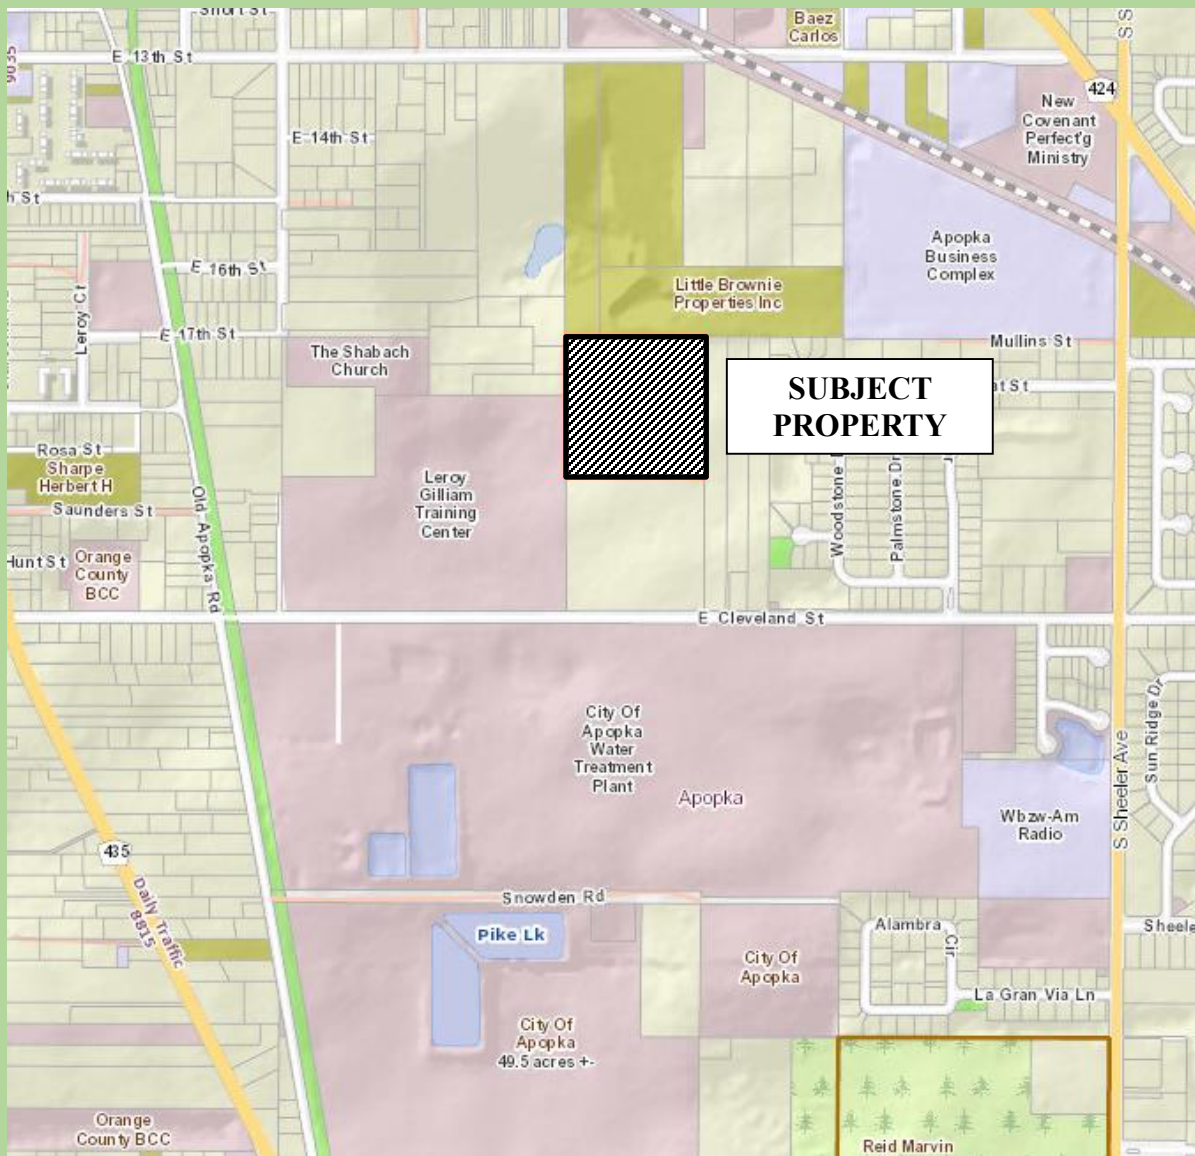 Short St
Baez
Carlos
S S
9035
E 13th St
424
New
Covenant
Perfect'g
Ministry
E 14th St
h St
Apopka
Business
Complex
E 16th St
Little Brownie
Properties Inc
Leroy Ct
E 17th St
Mullins St
The Shabach
Church
SUBJECT
PROPERTY
at St
Rosa St
Sharpe
Herbert H
Saunders St
Leroy
Gilliam
Training
Center
Old Apopka Rd
Woodstone
Palmstone Dr
Hunt St
Orange
County
BCC
E Cleveland St
City Of
Apopka
Water
Treatment
Plant
Apopka
Sun Ridge Dr
S Sheeler Ave
Wbzw-Am
Radio
435
Daily Traffic
8815
Snowden Rd
Pike Lk
Alambra
Cir
Sheele
City Of
Apopka
La Gran Via Ln
City Of
Apopka
49.5 acres +-
Orange
County BCC
Reid Marvin